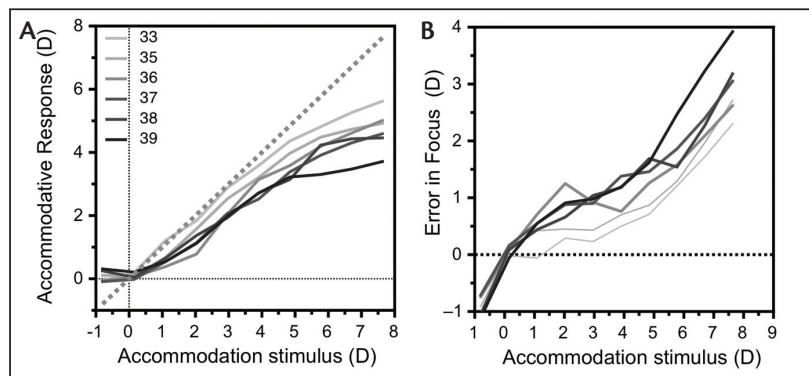 A
B
Accommodative Response (D)
8
6
4
2
0
33
35
36
37
38
39
-1 0 1 2 3 4 5 6 7 8
Accommodation stimulus (D)
Error in Focus (D)
4
3
2
1
0
−1
-1 0 1 2 3 4 5 6 7 8 9
Accommodation stimulus (D)